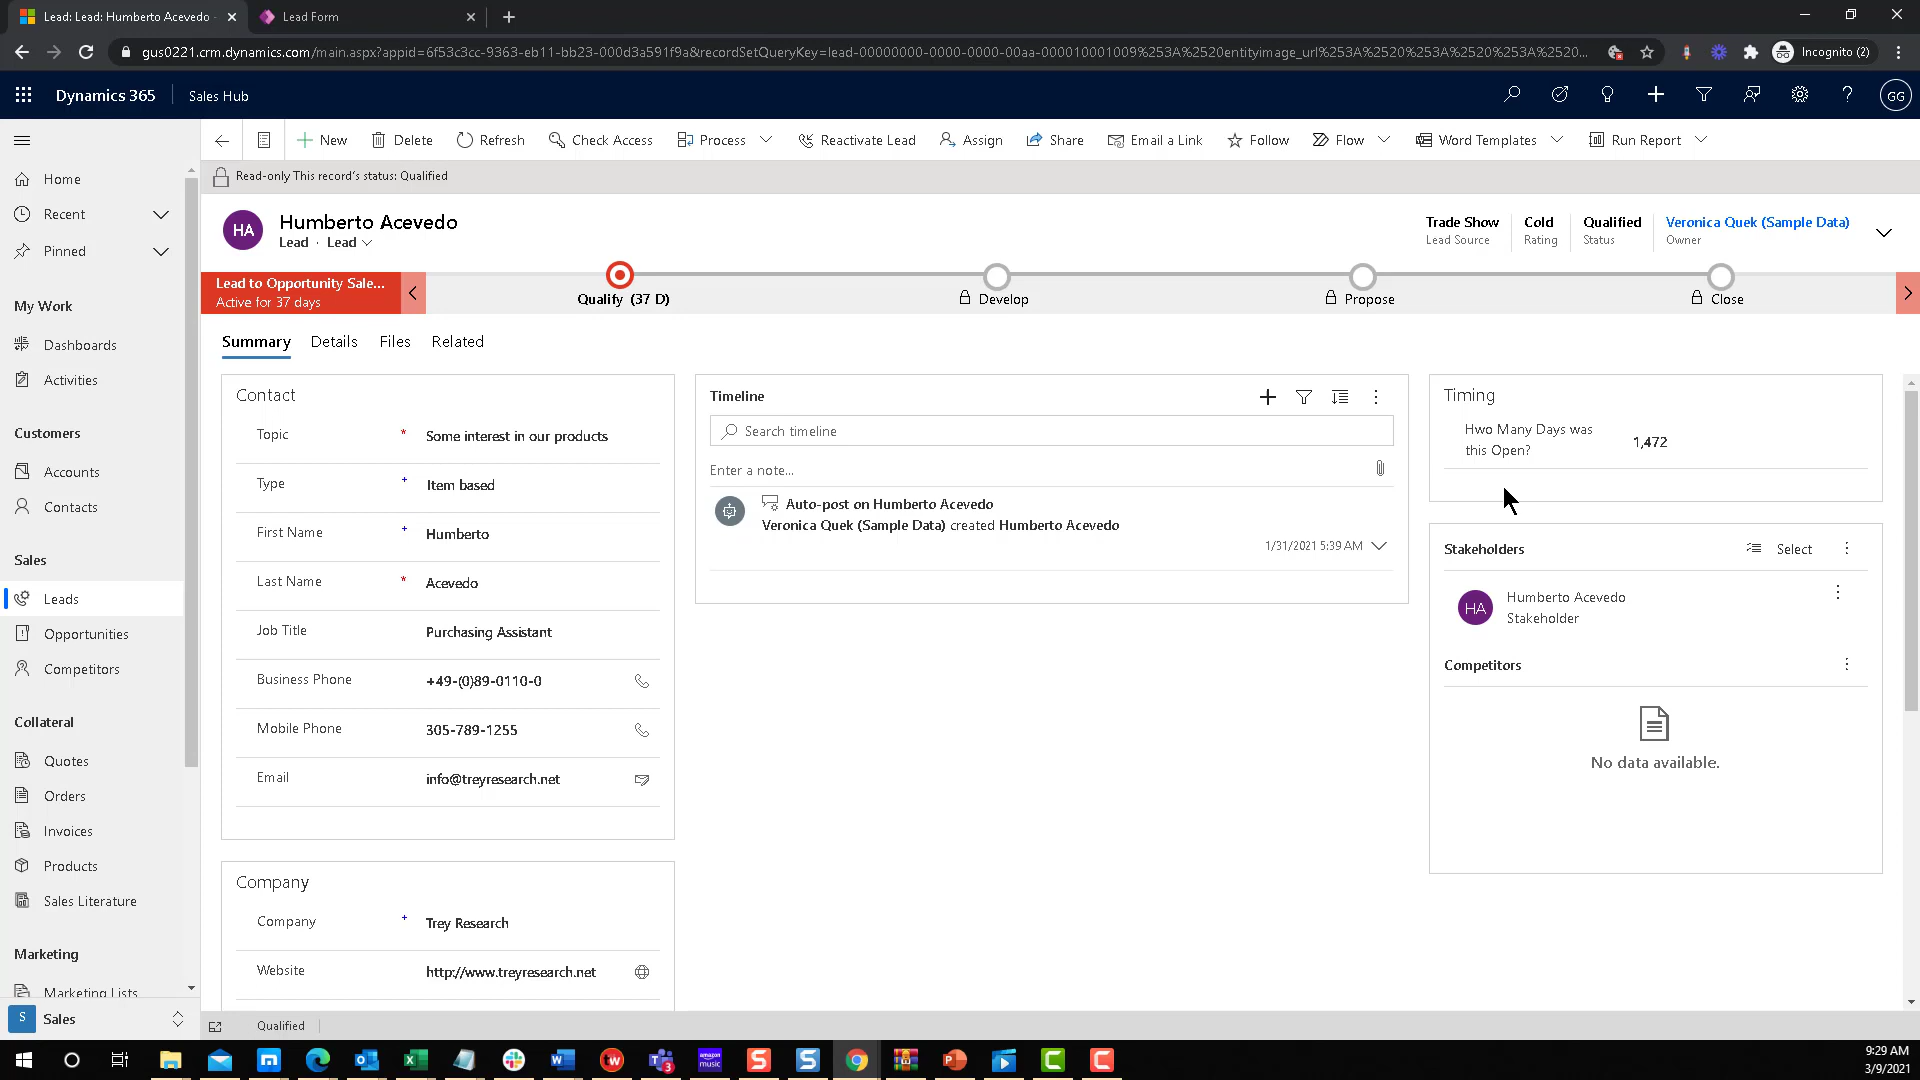 Lead: Lead: Humberto Acevedo -
Lead Form
gus0221.crm.dynamics.com/main.aspx?appid=6f53c3cc-9363-eb11-bb23-000d3a591f9a&recordSetQueryKey=lead-00000000-0000-0000-00aa-000010001009%253A%2520entityimage_url%253A%2520%253A%2520%253A%2520%253A%2520...
Incognito (2)
Dynamics 365
Sales Hub
GG
New
Delete
Refresh
Check Access
Process
Reactivate Lead
Assign
Share
Email a Link
Follow
Flow
Word Templates
Run Report
Read-only This record's status: Qualified
Home
Recent
Pinned
My Work
Dashboards
Activities
Customers
Accounts
Contacts
Sales
Leads
Opportunities
Competitors
Collateral
Quotes
Orders
Invoices
Products
Sales Literature
Marketing
Marketing Lists
S
Sales
HA
Humberto Acevedo
Lead · Lead
Trade Show
Lead Source
Cold
Rating
Qualified
Status
Veronica Quek (Sample Data)
Owner
Lead to Opportunity Sale...
Active for 37 days
Qualify (37 D)
Develop
Propose
Close
Summary
Details
Files
Related
Contact
Topic * Some interest in our products
Type + Item based
First Name + Humberto
Last Name * Acevedo
Job Title Purchasing Assistant
Business Phone +49-(0)89-0110-0
Mobile Phone 305-789-1255
Email info@treyresearch.net
Company
Company + Trey Research
Website http://www.treyresearch.net
Timeline
Search timeline
Enter a note...
Auto-post on Humberto Acevedo
Veronica Quek (Sample Data) created Humberto Acevedo
1/31/2021 5:39 AM
Timing
Hwo Many Days was
this Open?
1,472
Stakeholders
Select
HA
Humberto Acevedo
Stakeholder
Competitors
No data available.
Qualified
9:29 AM
3/9/2021